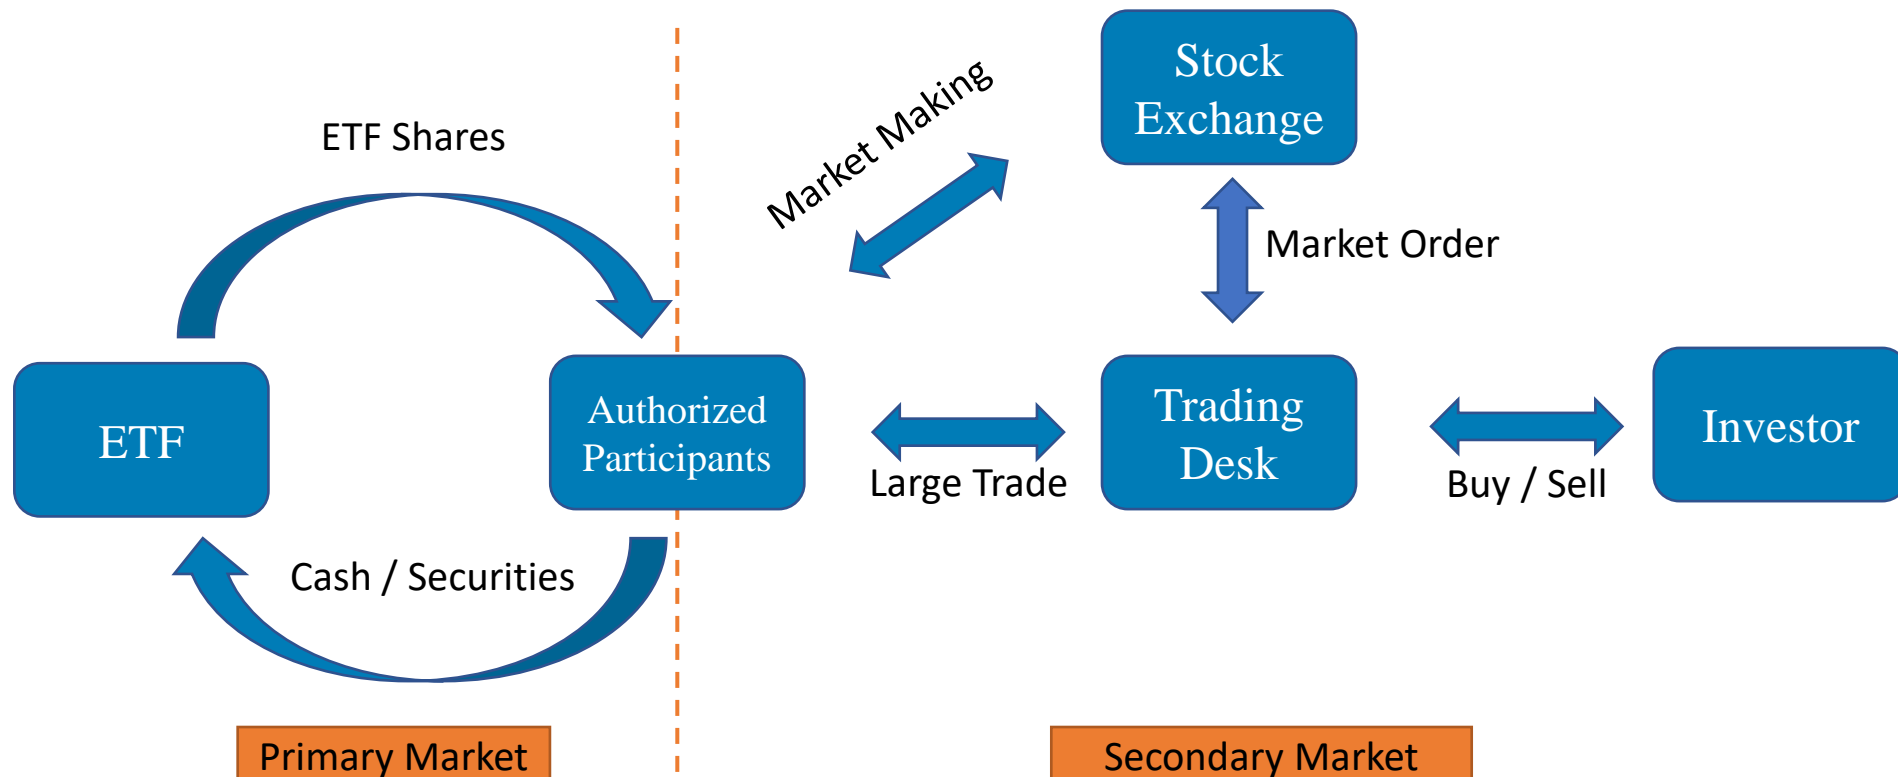 Stock
Exchange
Market Making
ETF Shares
Market Order
ETF
Authorized
Participants
Large Trade
Trading
Desk
Buy / Sell
Investor
Cash / Securities
Primary Market
Secondary Market